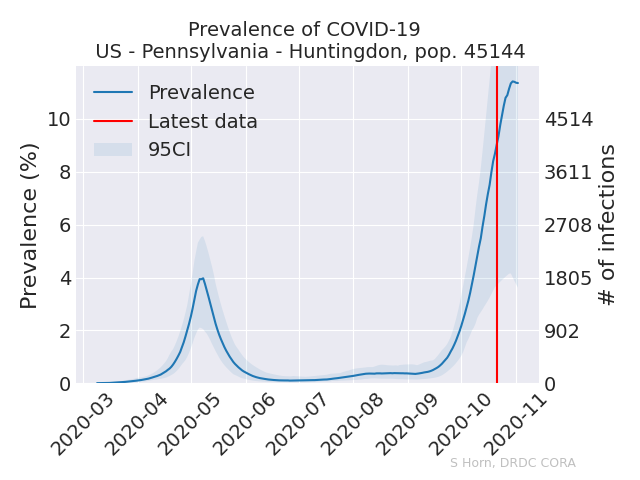 Prevalence of COVID-19
US - Pennsylvania - Huntingdon, pop. 45144
Prevalence
Latest data
95CI
Prevalence (%)
10
8
6
4
2
0
4514
3611
2708
1805
902
0
# of infections
2020-03
2020-04
2020-05
2020-06
2020-07
2020-08
2020-09
2020-10
2020-11
S Horn, DRDC CORA